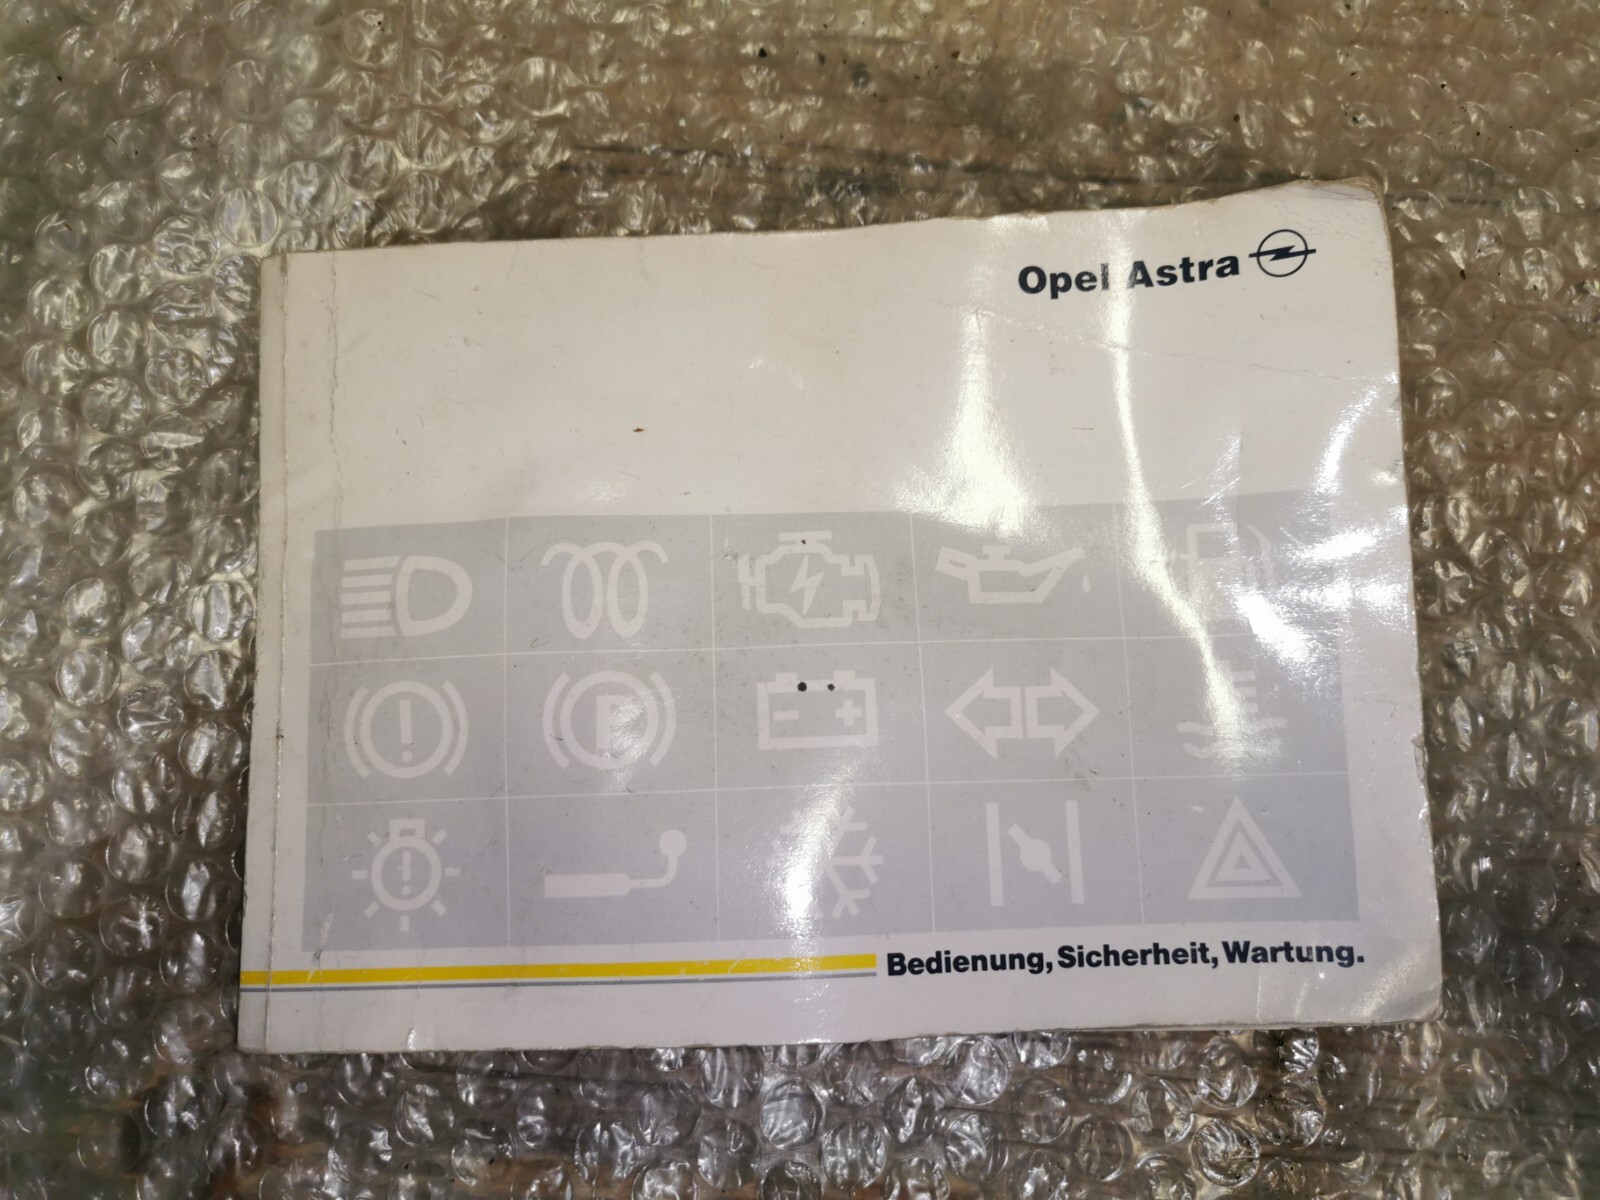 Opel Astra
P
Bedienung, Sicherheit, Wartung.